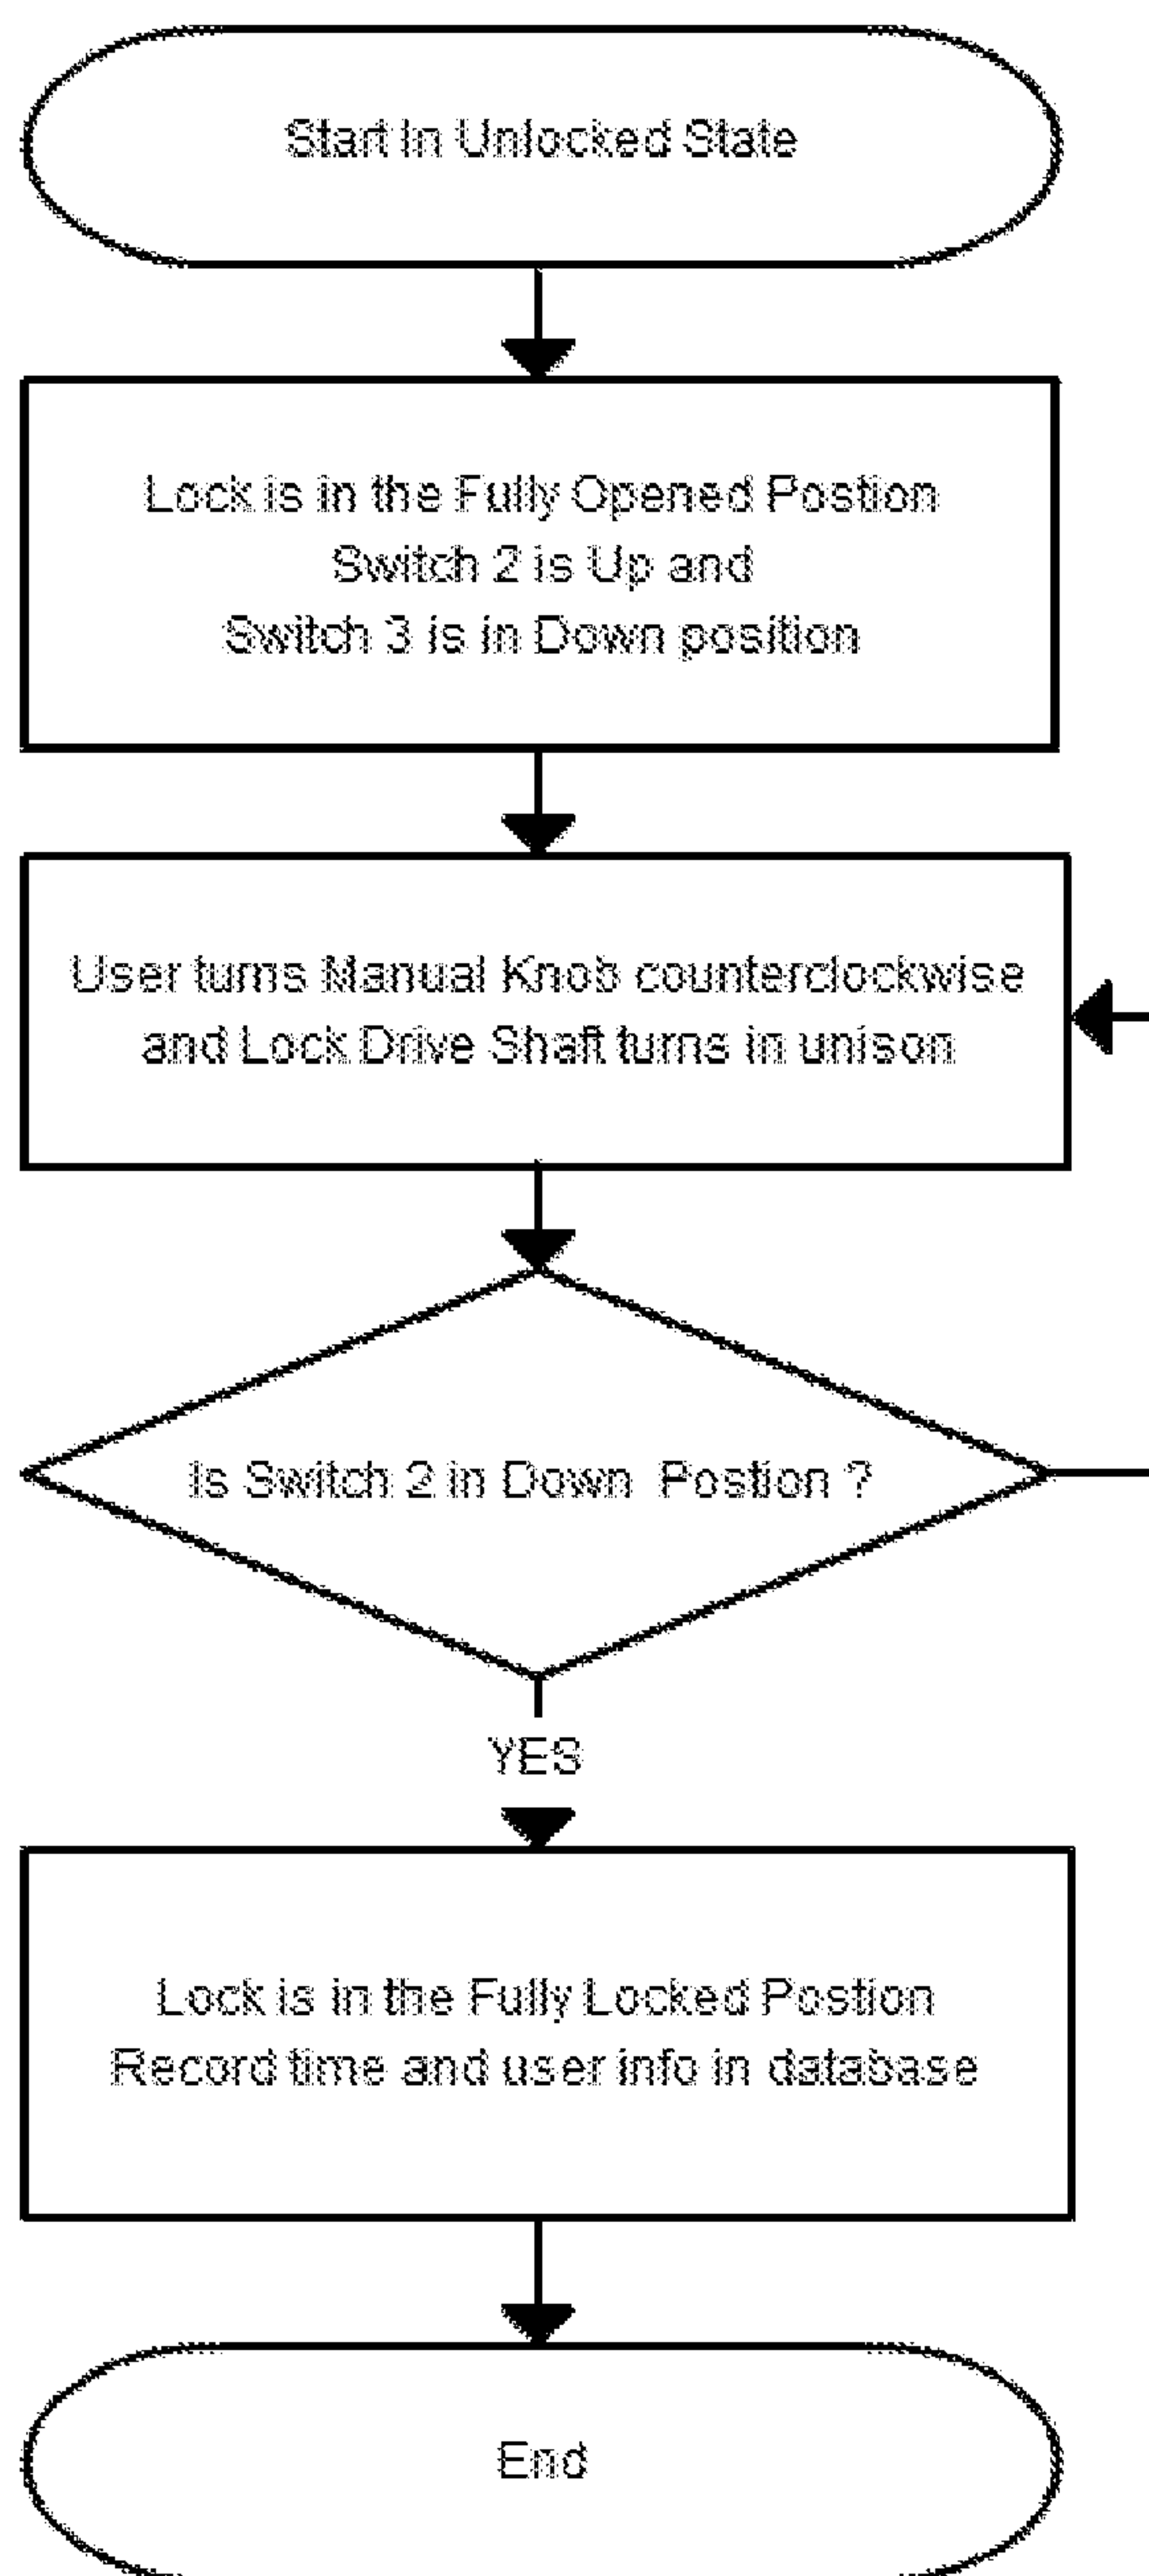 Start In Unlocked State
Lock is in the Fully Opened Postion
Switch 2 is Up and
Switch 3 is in Down position
User turns Manual Knob counterclockwise
and Lock Drive Shaft turns in unison
Is Switch 2 in Down Postion ?
YES
Lock is in the Fully Locked Postion
Record time and user info in database
End